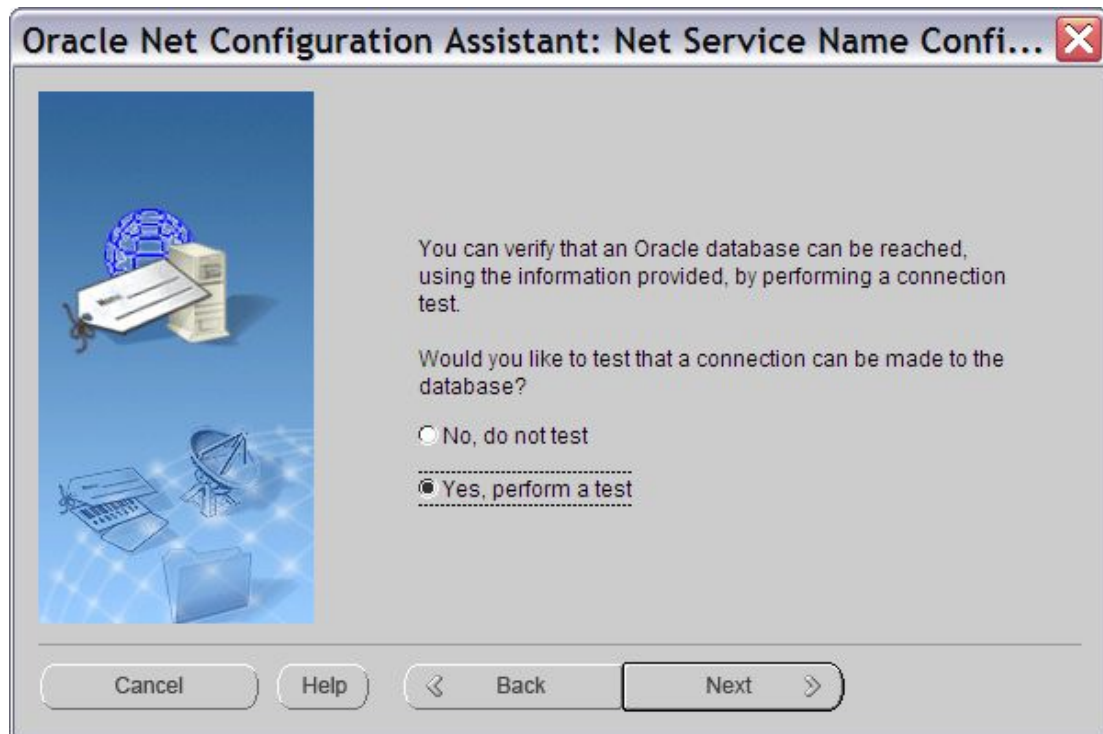 Oracle Net Configuration Assistant: Net Service Name Confi...
You can verify that an Oracle database can be reached,
using the information provided, by performing a connection
test.
Would you like to test that a connection can be made to the
database?
No, do not test
Yes, perform a test
Cancel
Help
Back
Next